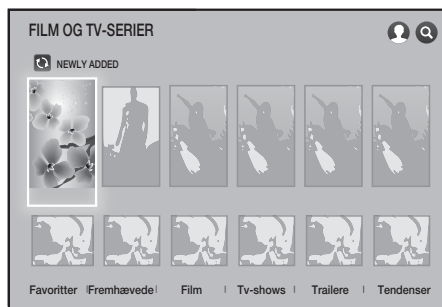 FILM OG TV-SERIER
NEWLY ADDED
Favoritter | Fremhævede | Film | Tv-shows | Trailere | Tendenser